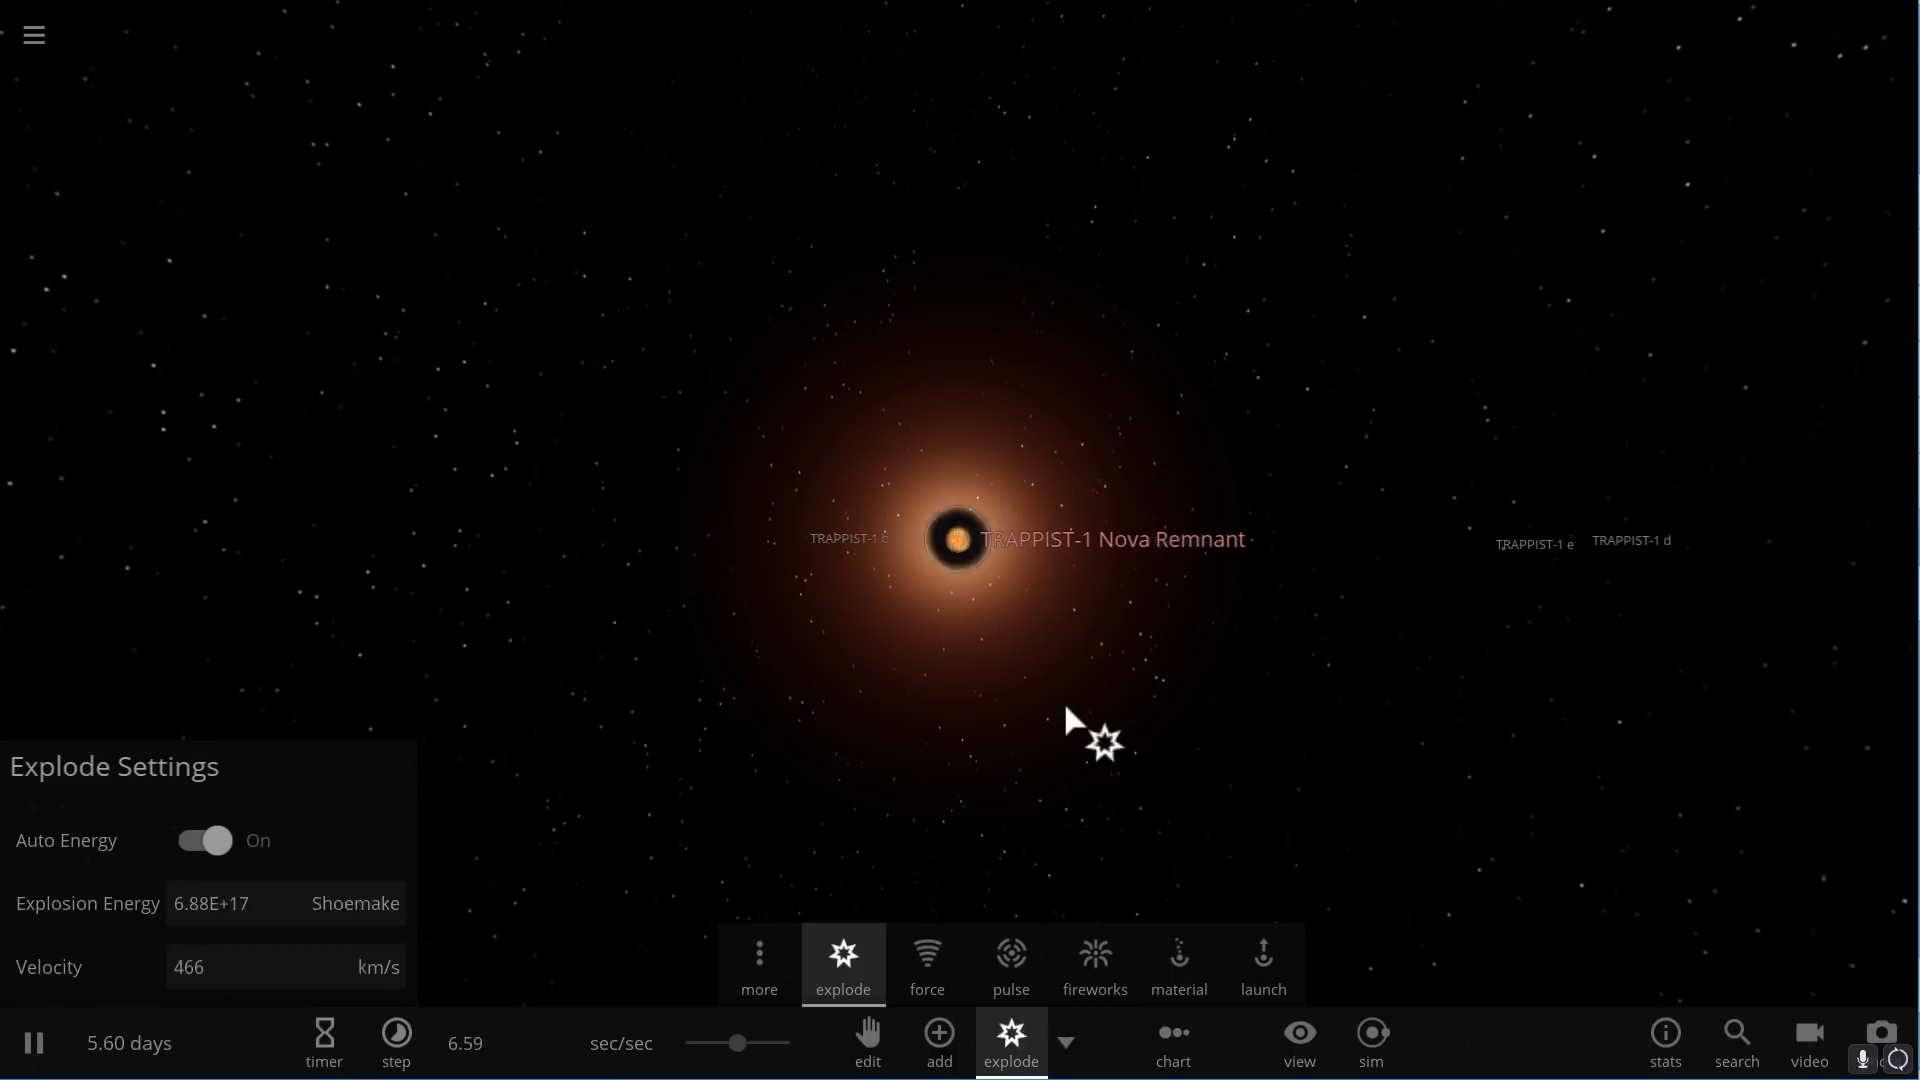 TRAPPIST-1 b
TRAPPIST-1 Nova Remnant
TRAPPIST-1 e
TRAPPIST-1 d
Explode Settings
Auto Energy On
Explosion Energy 6.88E+17 Shoemake
Velocity 466 km/s
more explode force pulse fireworks material launch
5.60 days timer step 6.59 sec/sec edit add explode chart view sim stats search video